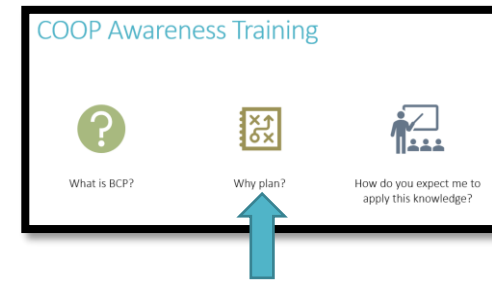 COOP Awareness Training
?
What is BCP?
Why plan?
How do you expect me to
apply this knowledge?